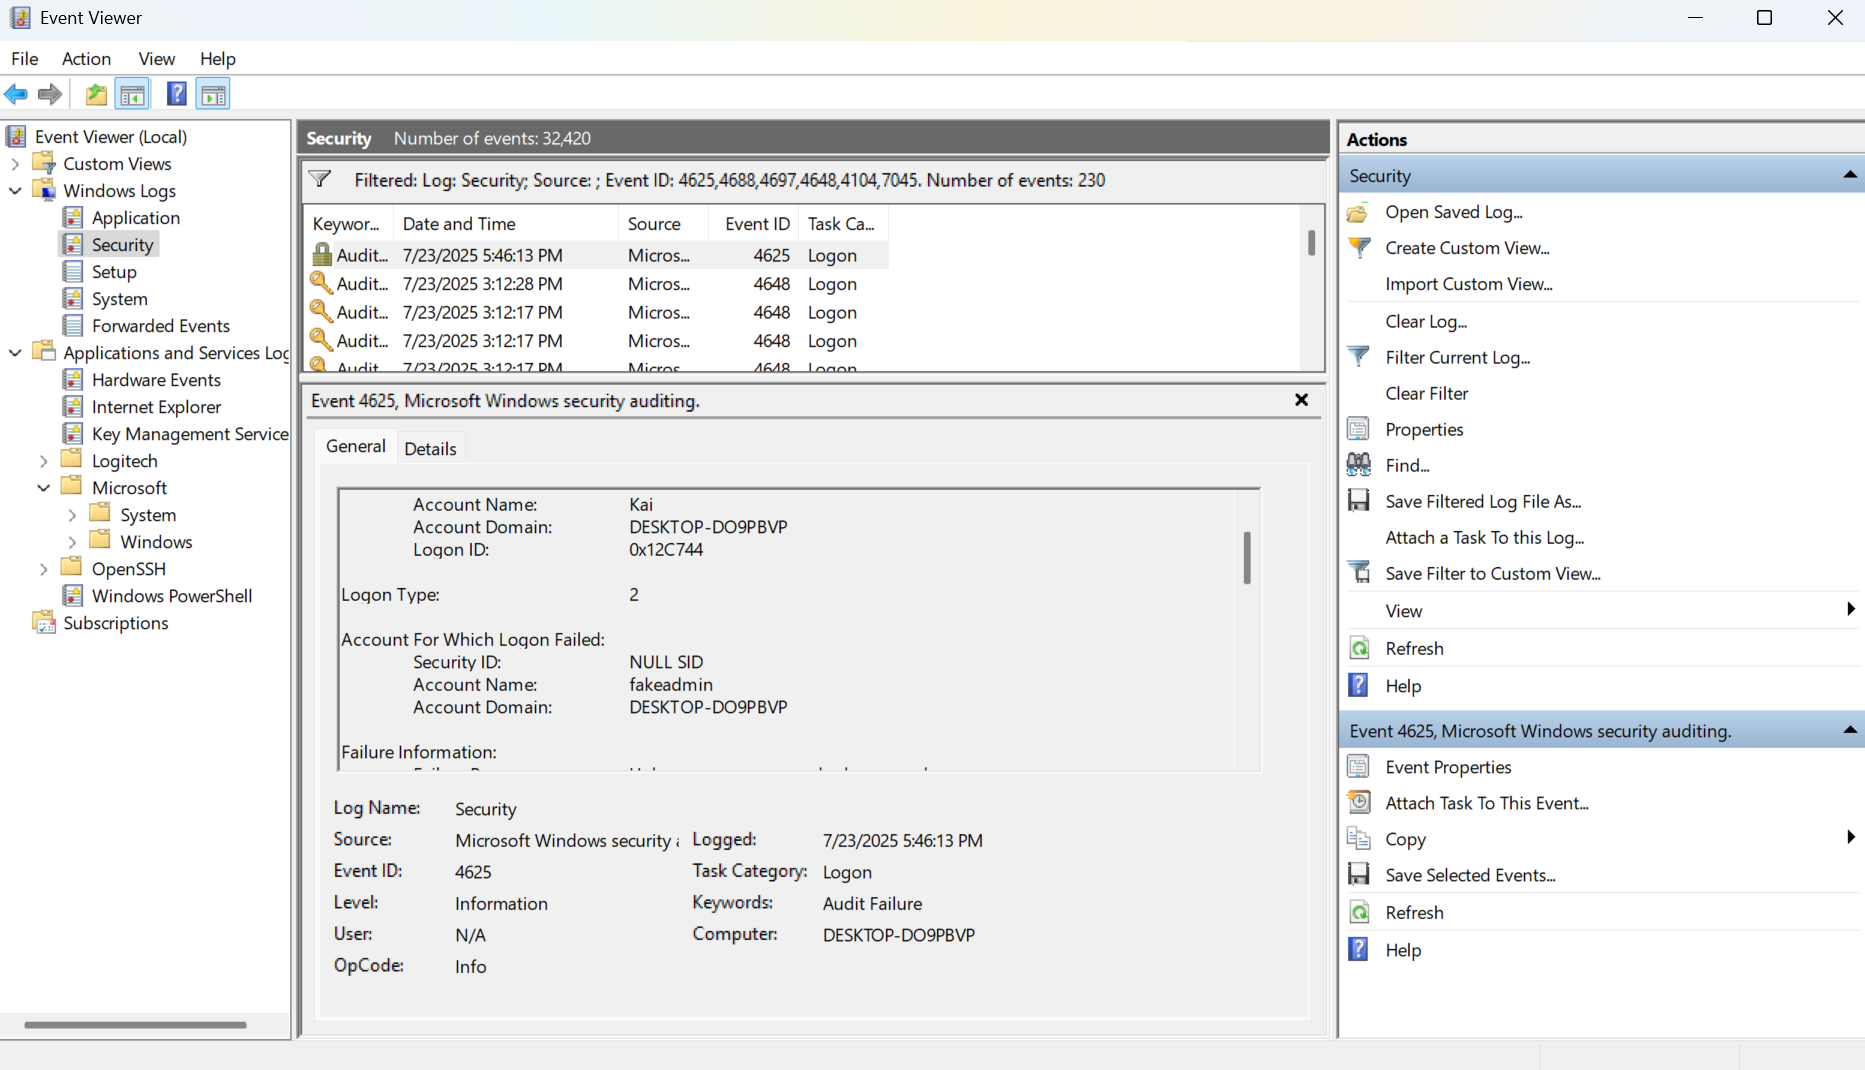 Event Viewer
File Action View Help
Event Viewer (Local)
Custom Views
Windows Logs
Application
Security
Setup
System
Forwarded Events
Applications and Services Log
Hardware Events
Internet Explorer
Key Management Service
Logitech
Microsoft
System
Windows
OpenSSH
Windows PowerShell
Subscriptions
Security Number of events: 32,420
Filtered: Log: Security; Source: ; Event ID: 4625,4688,4697,4648,4104,7045. Number of events: 230
Keywor... Date and Time Source Event ID Task Ca...
Audit... 7/23/2025 5:46:13 PM Micros... 4625 Logon
Audit... 7/23/2025 3:12:28 PM Micros... 4648 Logon
Audit... 7/23/2025 3:12:17 PM Micros... 4648 Logon
Audit... 7/23/2025 3:12:17 PM Micros... 4648 Logon
Audit... 7/23/2025 3:12:17 PM Micros... 4648 Logon
Event 4625, Microsoft Windows security auditing.
General Details
Account Name: Kai
Account Domain: DESKTOP-DO9PBVP
Logon ID: 0x12C744
Logon Type: 2
Account For Which Logon Failed:
Security ID: NULL SID
Account Name: fakeadmin
Account Domain: DESKTOP-DO9PBVP
Failure Information:
Log Name: Security
Source: Microsoft Windows security Logged: 7/23/2025 5:46:13 PM
Event ID: 4625 Task Category: Logon
Level: Information Keywords: Audit Failure
User: N/A Computer: DESKTOP-DO9PBVP
OpCode: Info
Actions
Security
Open Saved Log...
Create Custom View...
Import Custom View...
Clear Log...
Filter Current Log...
Clear Filter
Properties
Find...
Save Filtered Log File As...
Attach a Task To this Log...
Save Filter to Custom View...
View
Refresh
Help
Event 4625, Microsoft Windows security auditing.
Event Properties
Attach Task To This Event...
Copy
Save Selected Events...
Refresh
Help